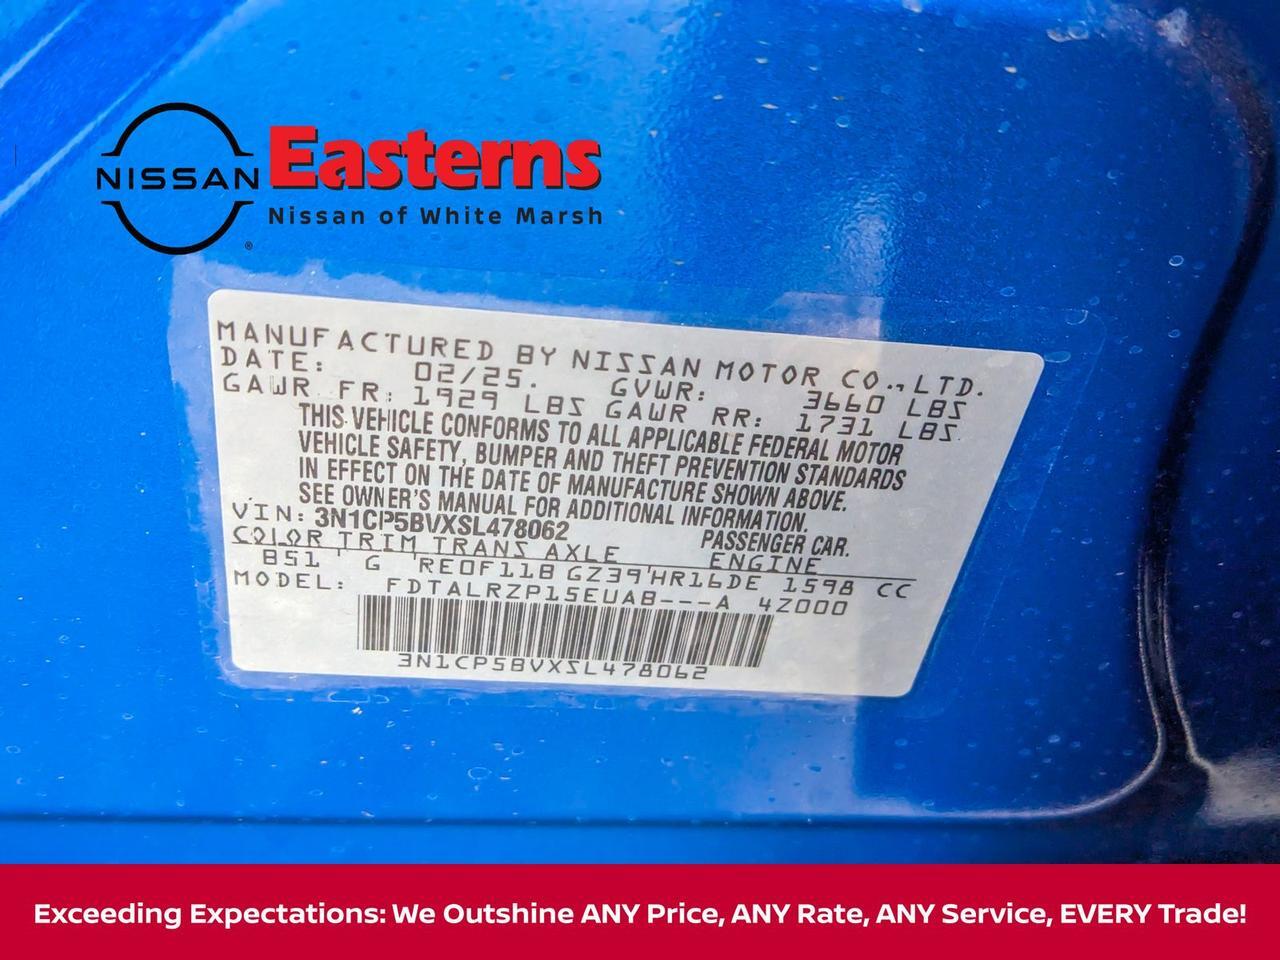 NISSAN
®
Easterns
Nissan of White Marsh
MANUFACTURED BY NISSAN MOTOR CO.,LTD.
DATE: 02/25. GVWR: 3660 LBS
GAWR FR: 1929 LBS GAWR RR: 1731 LBS
THIS VEHICLE CONFORMS TO ALL APPLICABLE FEDERAL MOTOR
VEHICLE SAFETY, BUMPER AND THEFT PREVENTION STANDARDS
IN EFFECT ON THE DATE OF MANUFACTURE SHOWN ABOVE.
SEE OWNER'S MANUAL FOR ADDITIONAL INFORMATION.
VIN: 3N1CP5BVXSL478062 PASSENGER CAR.
COLOR TRIM TRANS AXLE ENGINE
B51 G RE0F11B GZ39 HR16DE 1598 CC
MODEL: FDTALRZP15EUAB---A 4Z000
3N1CP5BVXSL478062
Exceeding Expectations: We Outshine ANY Price, ANY Rate, ANY Service, EVERY Trade!